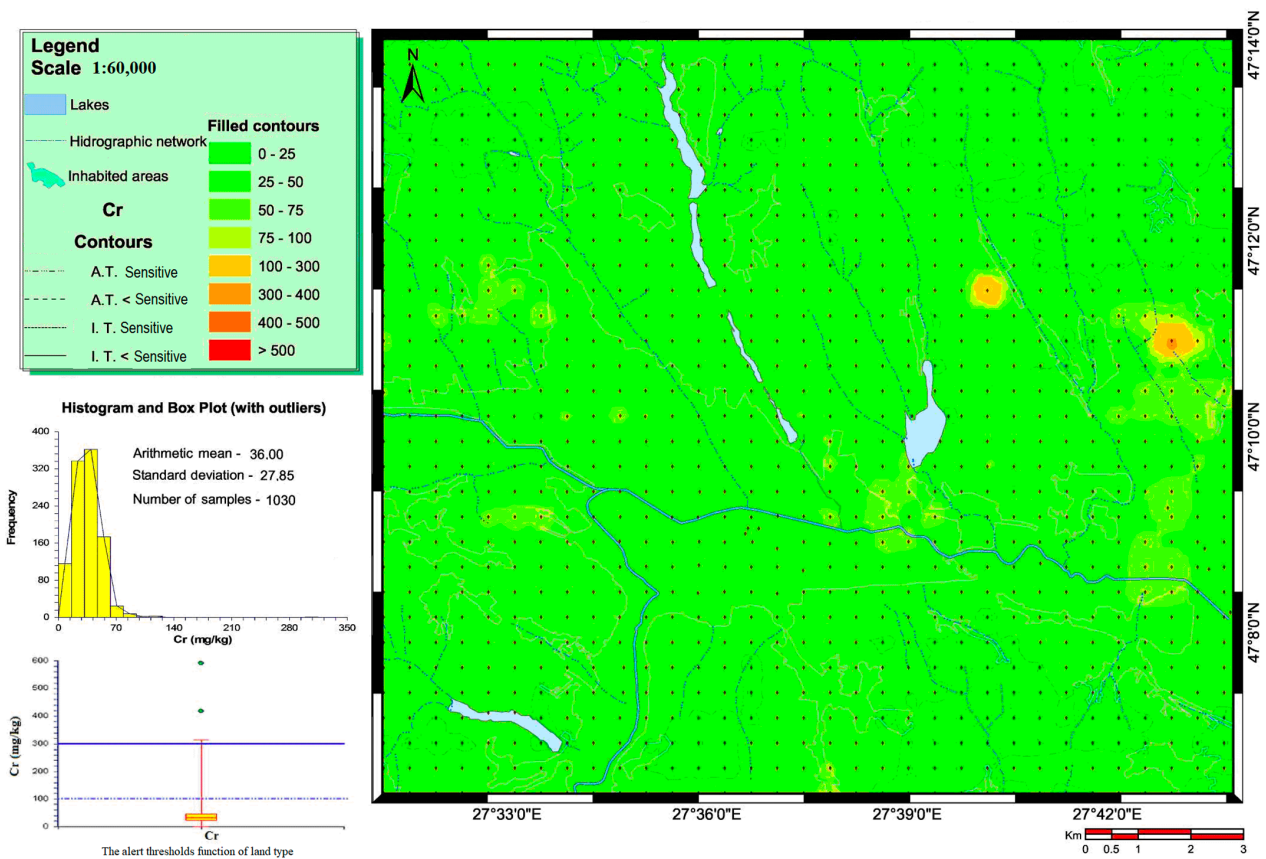 Legend
Scale 1:60,000
Lakes
Hidrographic network
Inhabited areas
Cr
Contours
A.T. Sensitive
A.T. < Sensitive
I. T. Sensitive
I. T. < Sensitive
Filled contours
0 - 25
25 - 50
50 - 75
75 - 100
100 - 300
300 - 400
400 - 500
> 500
Histogram and Box Plot (with outliers)
Arithmetic mean - 36.00
Standard deviation - 27,85
Number of samples - 1030
Frequency
400
320
240
160
80
0
0 70 140 210 280 350
Cr (mg/kg)
Cr (mg/kg)
600
500
400
300
200
100
0
Cr
The alert thresholds function of land type
N
47°14'0"N
47°12'0"N
47°10'0"N
47°8'0"N
27°33'0"E 27°36'0"E 27°39'0"E 27°42'0"E
Km
0 0.5 1 2 3